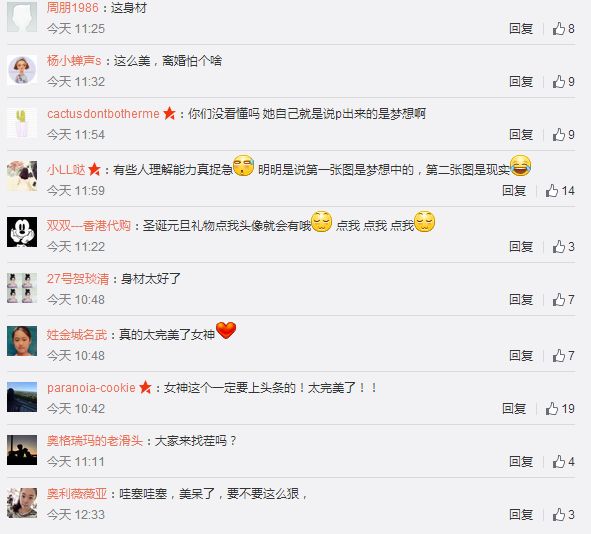 周朋1986：这身材
今天 11:25 回复 8
杨小蝉声s：这么美，离婚怕个啥
今天 11:32 回复 9
cactusdontbotherme：你们没看懂吗 她自己就是说p出来的是梦想啊
今天 11:54 回复 9
小LL哒：有些人理解能力真捉急 明明是说第一张图是梦想中的，第二张图是现实
今天 11:59 回复 14
双双---香港代购：圣诞元旦礼物点我头像就会有哦 点我 点我 点我
今天 11:22 回复 3
27号贺琰清：身材太好了
今天 10:48 回复 7
姓金城名武：真的太完美了女神
今天 10:48 回复 7
paranoia-cookie：女神这个一定要上头条的！太完美了！！
今天 10:42 回复 19
奥格瑞玛的老滑头：大家来找茬吗？
今天 11:11 回复 4
奥利薇薇亚：哇塞哇塞，美呆了，要不要这么狠，
今天 12:33 回复 3